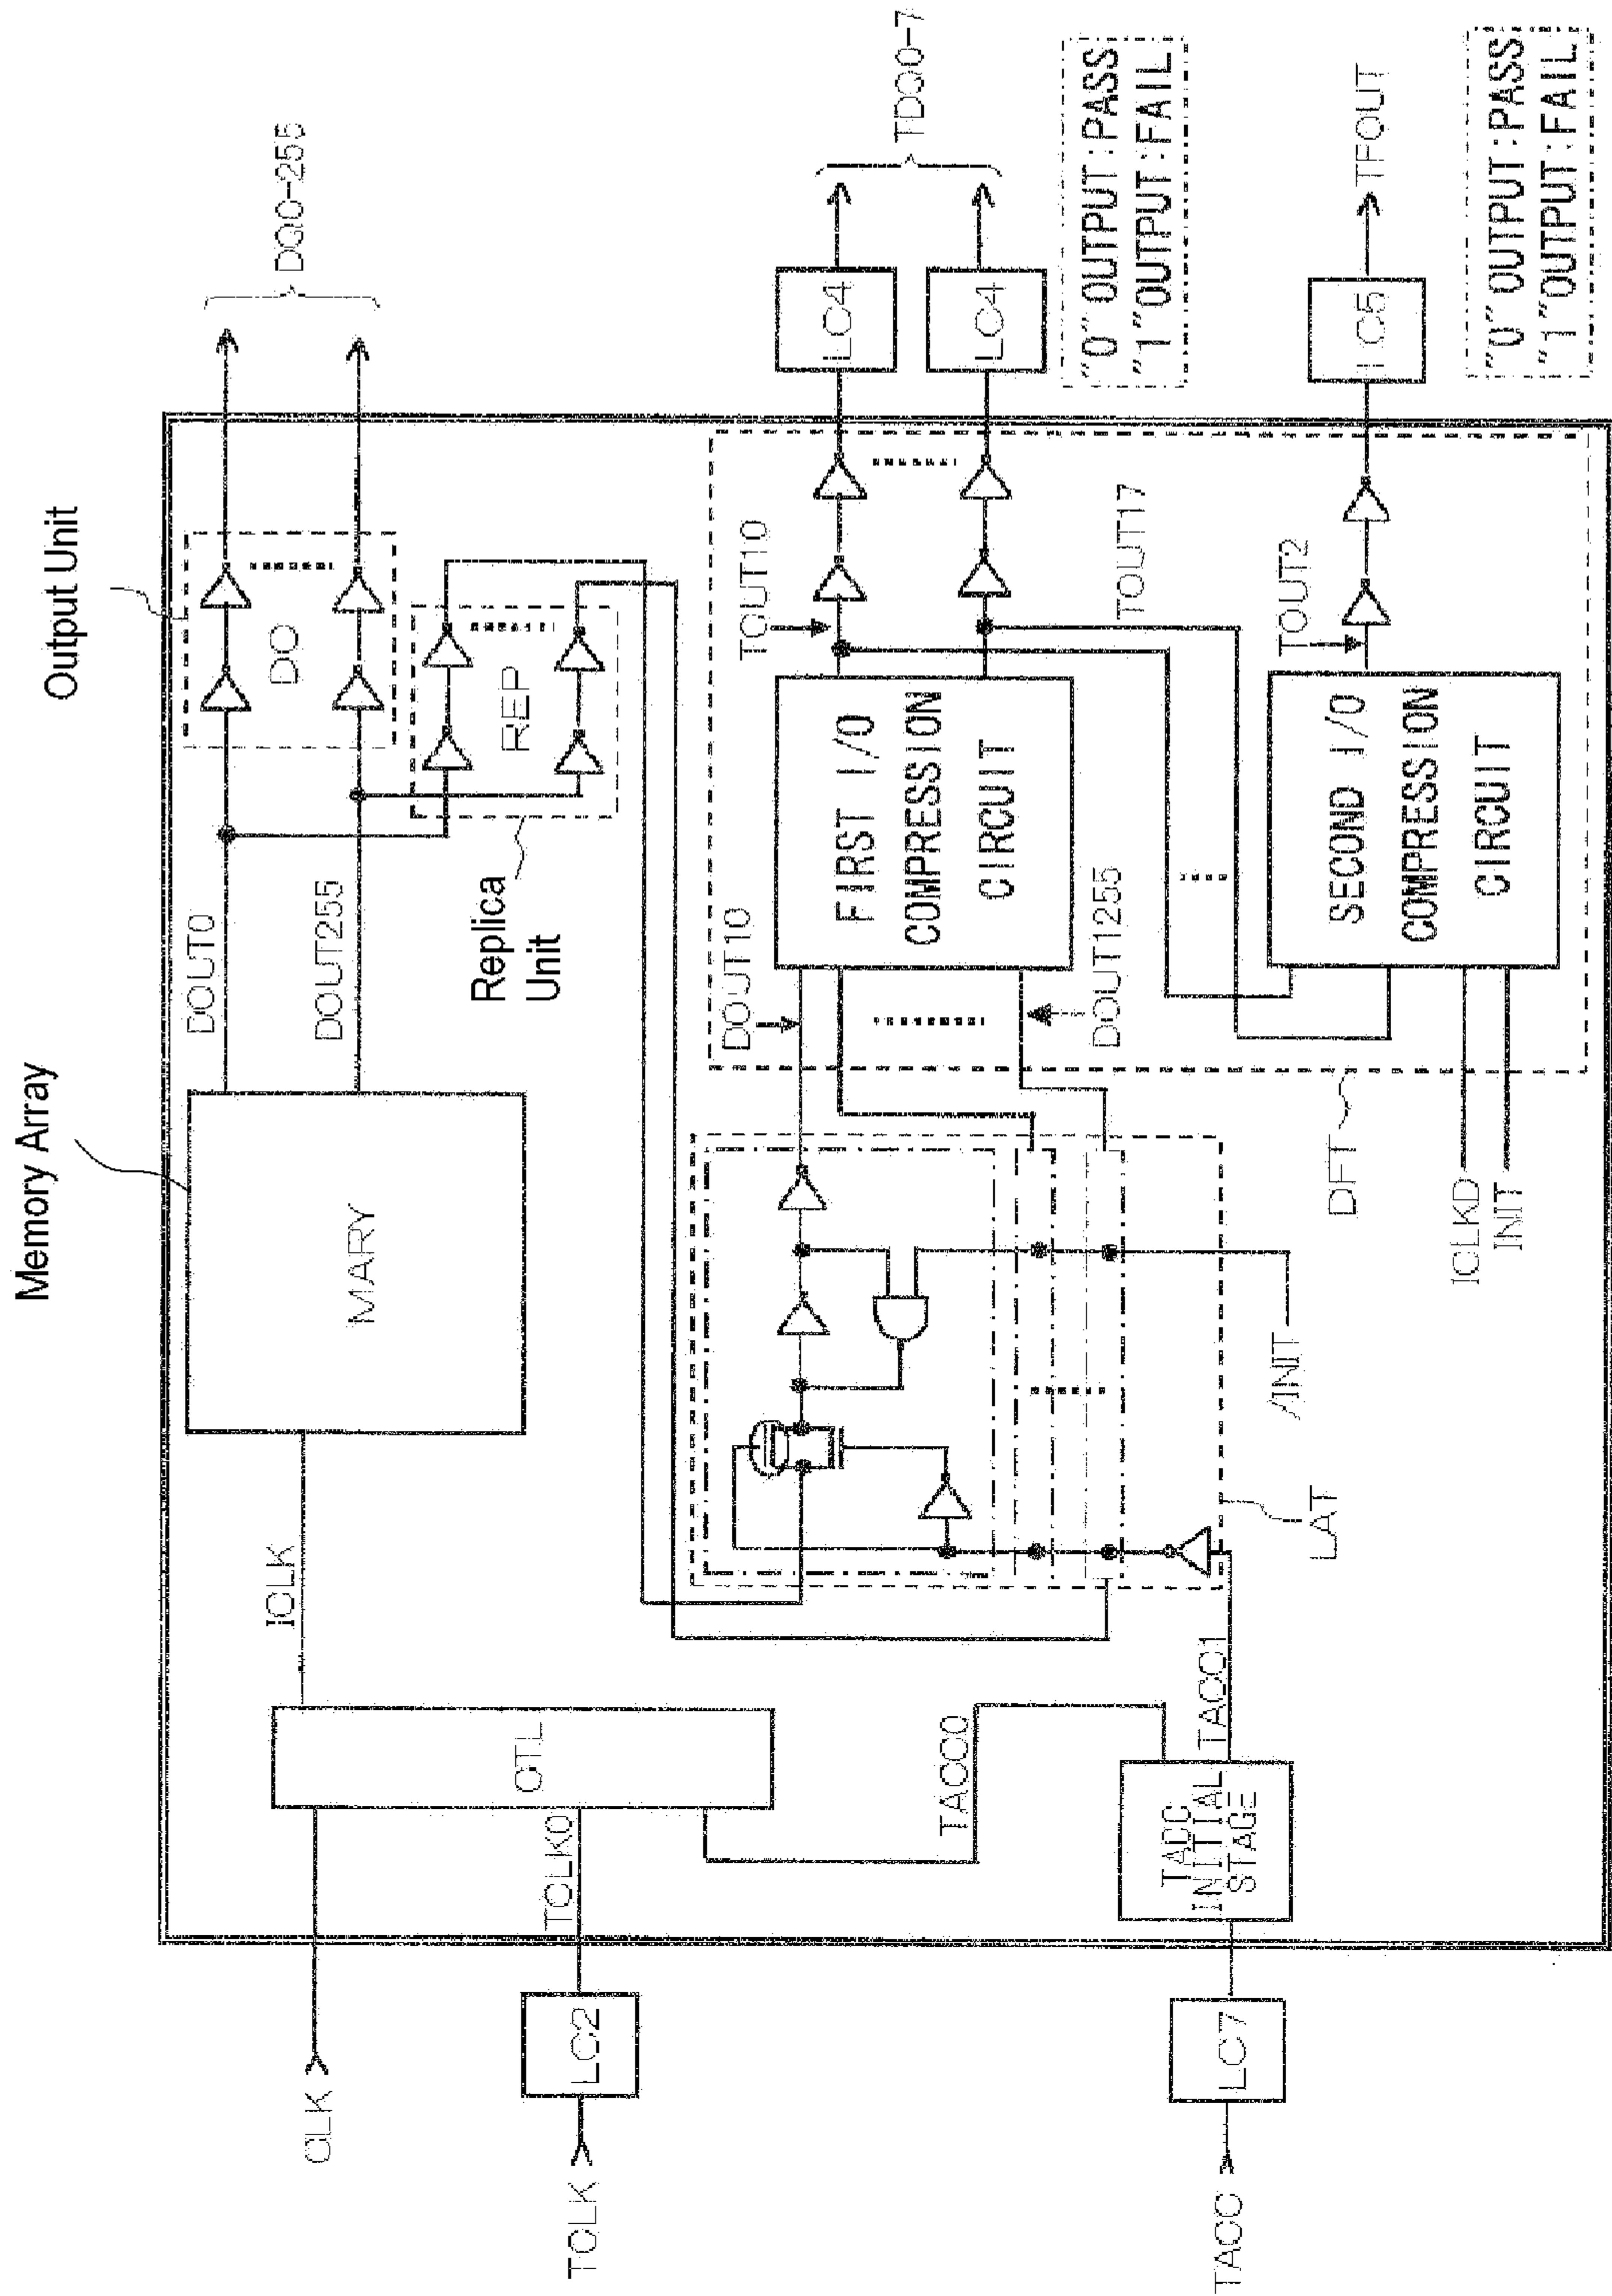 Memory Array
Output Unit
MARY
DOUT0
DOUT255
DO
DQ0-255
REP
Replica
Unit
CLK
CTL
ICLK
TCLK
LC2
TCLK0
TACC0
TACC
LC7
TACC
INITIAL
STAGE
TACC1
LAT
/INIT
DOUT10
DOUT1255
FIRST I/O
COMPRESSION
CIRCUIT
TOUT10
TOUT17
LC4
LC4
TDQ0-7
"0"OUTPUT:PASS
"1"OUTPUT:FAIL
DFT
ICLKD
INIT
SECOND I/O
COMPRESSION
CIRCUIT
TOUT2
LC5
TFOUT
"0"OUTPUT:PASS
"1"OUTPUT:FAIL